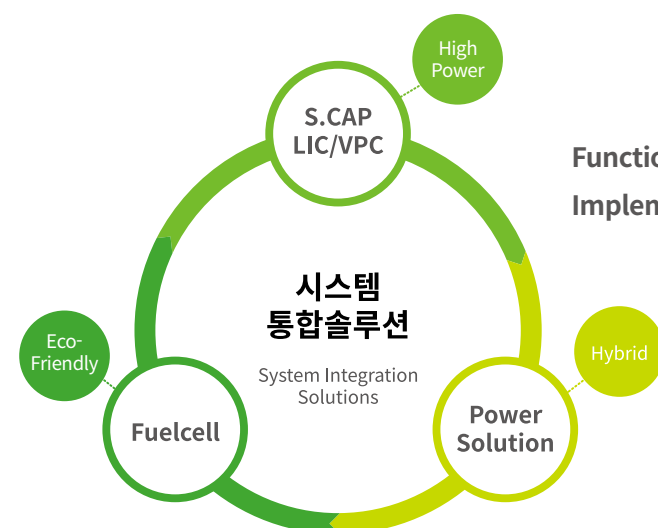 High
Power
S.CAP
LIC/VPC
시스템
통합솔루션
System Integration
Solutions
Eco-
Friendly
Fuelcell
Hybrid
Power
Solution